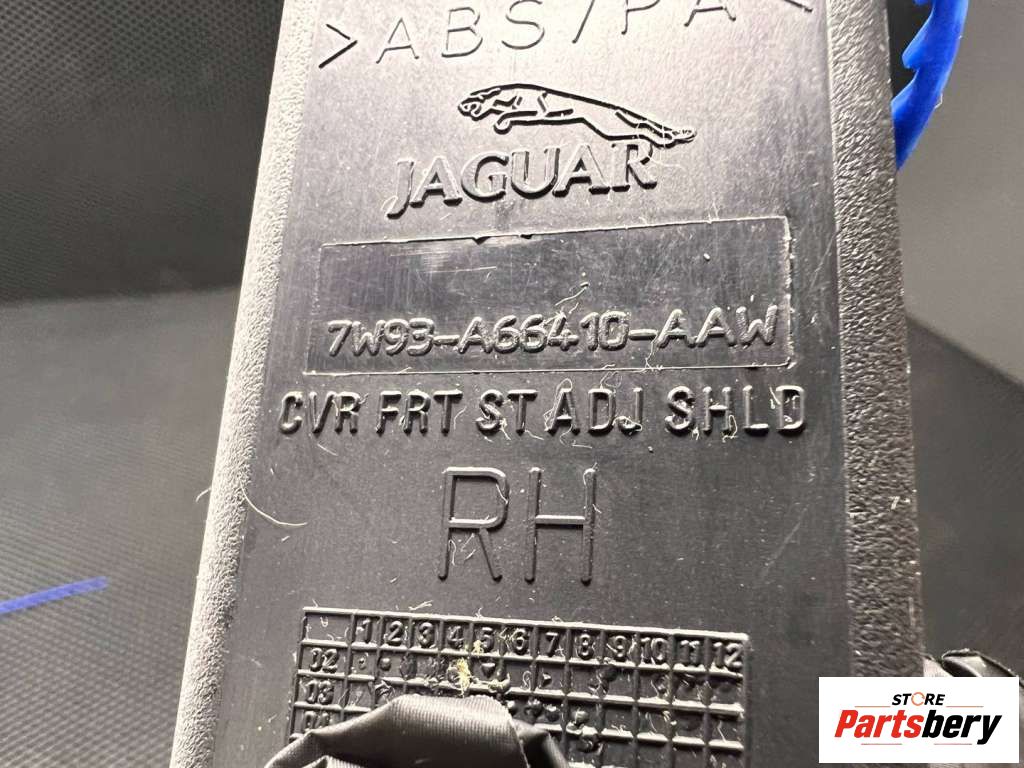 >ABS/PA<
JAGUAR
7W93-A66410-AAW
CVR FRT ST ADJ SHLD
RH
1 2 3 4 5 6 7 8 9 10 11 12
02
03
04
STORE
Partsbery